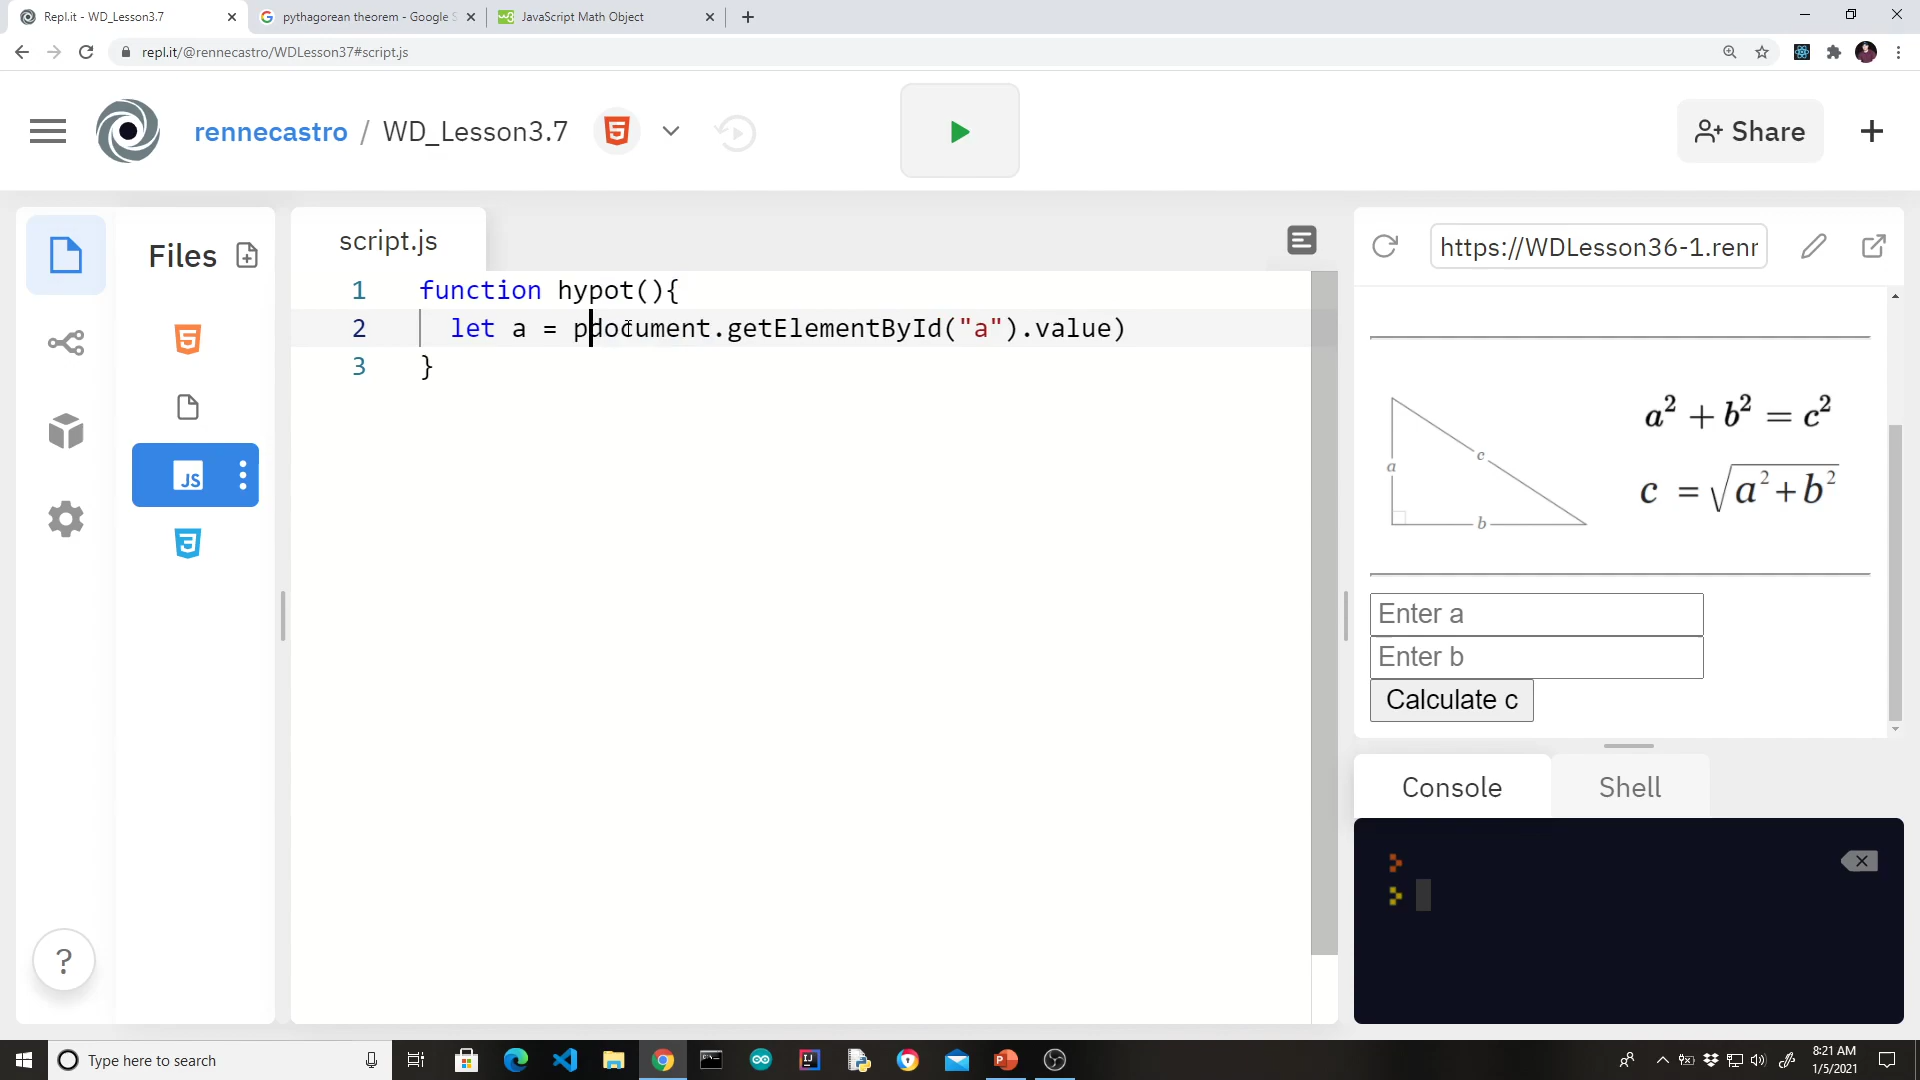 Repl.it - WD_Lesson3.7
pythagorean theorem - Google S
JavaScript Math Object
repl.it/@rennecastro/WDLesson37#script.js
rennecastro / WD_Lesson3.7
Share
Files
script.js
https://WDLesson36-1.renr
1 function hypot(){
2 let a = pdocument.getElementById("a").value)
3 }
JS
a
c
b
a² + b² = c²
c = √a²+b²
Enter a
Enter b
Calculate c
Console
Shell
?
Type here to search
8:21 AM
1/5/2021